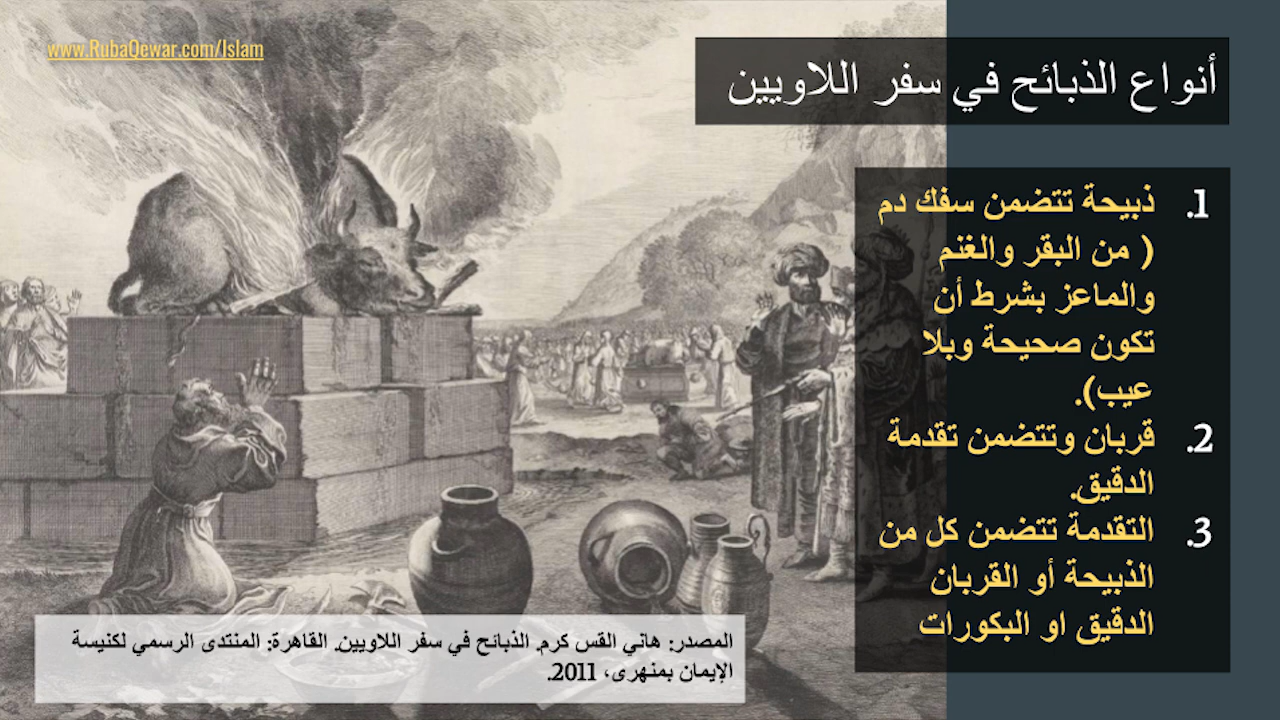 www.RubaQewar.com/Islam
أنواع الذبائح في سفر اللاويين
1. ذبيحة تتضمن سفك دم
( من البقر والغنم
والماعز بشرط أن
تكون صحيحة وبلا
عيب).
2. قربان وتتضمن تقدمة
الدقيق.
3. التقدمة تتضمن كل من
الذبيحة أو القربان
الدقيق او البكورات
المصدر: هاني القس كرم. الذبائح في سفر اللاويين. القاهرة: المنتدى الرسمي لكنيسة
الإيمان بمنهرى، 2011.